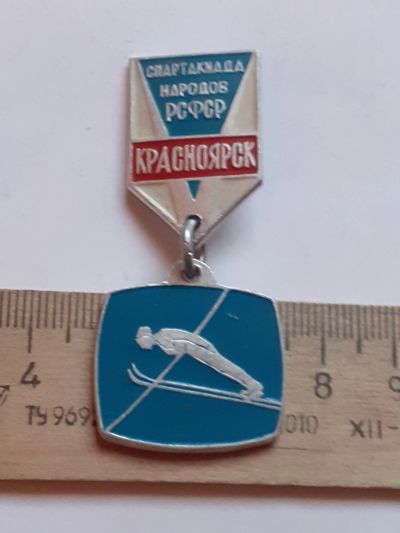 СПАРТАКИАДА
НАРОДОВ
РСФСР
КРАСНОЯРСК
4 8 9
ТУ 969 010 XII-